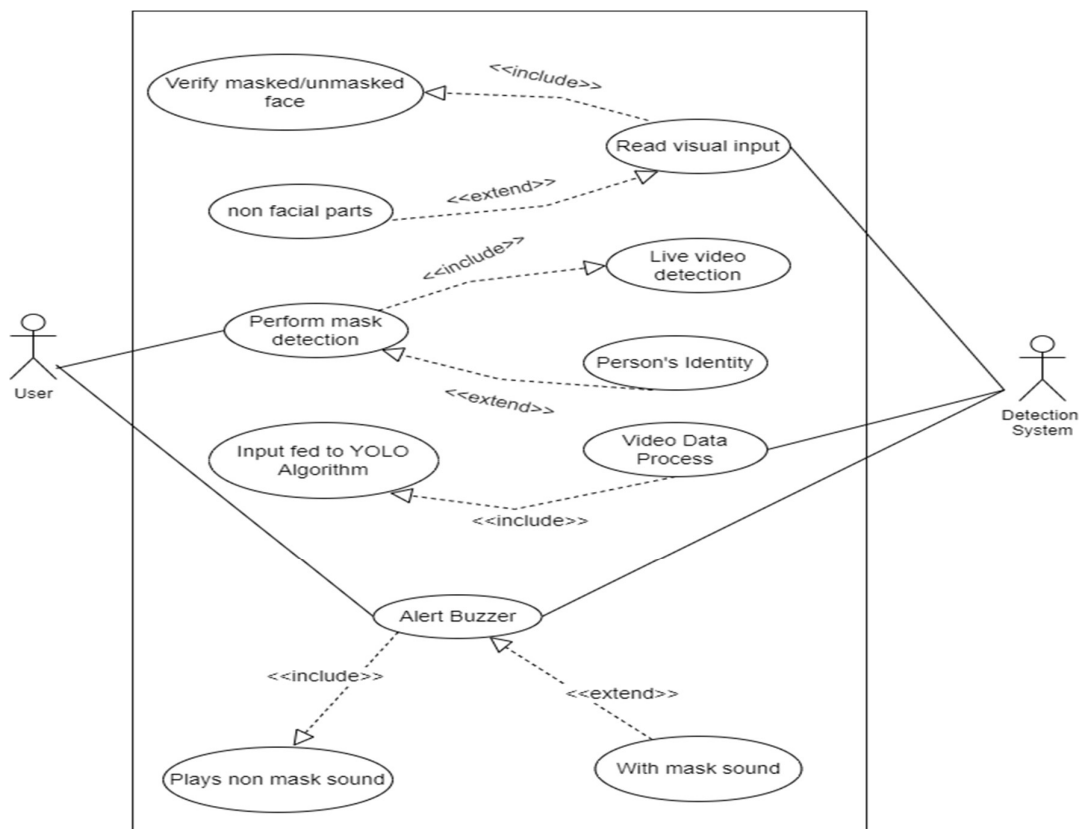 <<include>>
Verify masked/unmasked
face
Read visual input
<<extend>>
non facial parts
<<include>>
Live video
detection
Perform mask
detection
Person's Identity
<<extend>>
User
Detection
System
Input fed to YOLO
Algorithm
Video Data
Process
<<include>>
Alert Buzzer
<<include>>
<<extend>>
Plays non mask sound
With mask sound